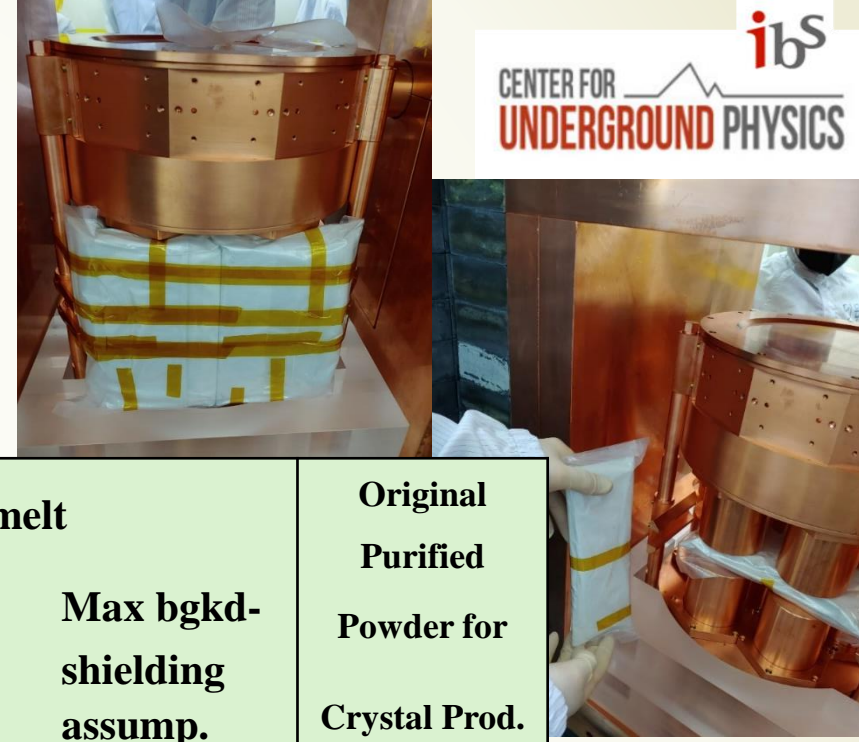 ibs
CENTER FOR
UNDERGROUND PHYSICS
melt
Max bgkd-
shielding
assump.
Original
Purified
Powder for
Crystal Prod.